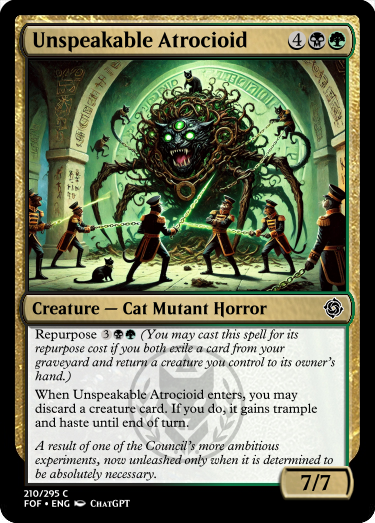 Unspeakable Atrocioid 4
Creature — Cat Mutant Horror
Repurpose 3 (You may cast this spell for its
repurpose cost if you both exile a card from your
graveyard and return a creature you control to its owner's
hand.)
When Unspeakable Atrocioid enters, you may
discard a creature card. If you do, it gains trample
and haste until end of turn.
A result of one of the Council's more ambitious
experiments, now unleashed only when it is determined to
be absolutely necessary.
7/7
210/295 C
FOF • ENG ChatGPT